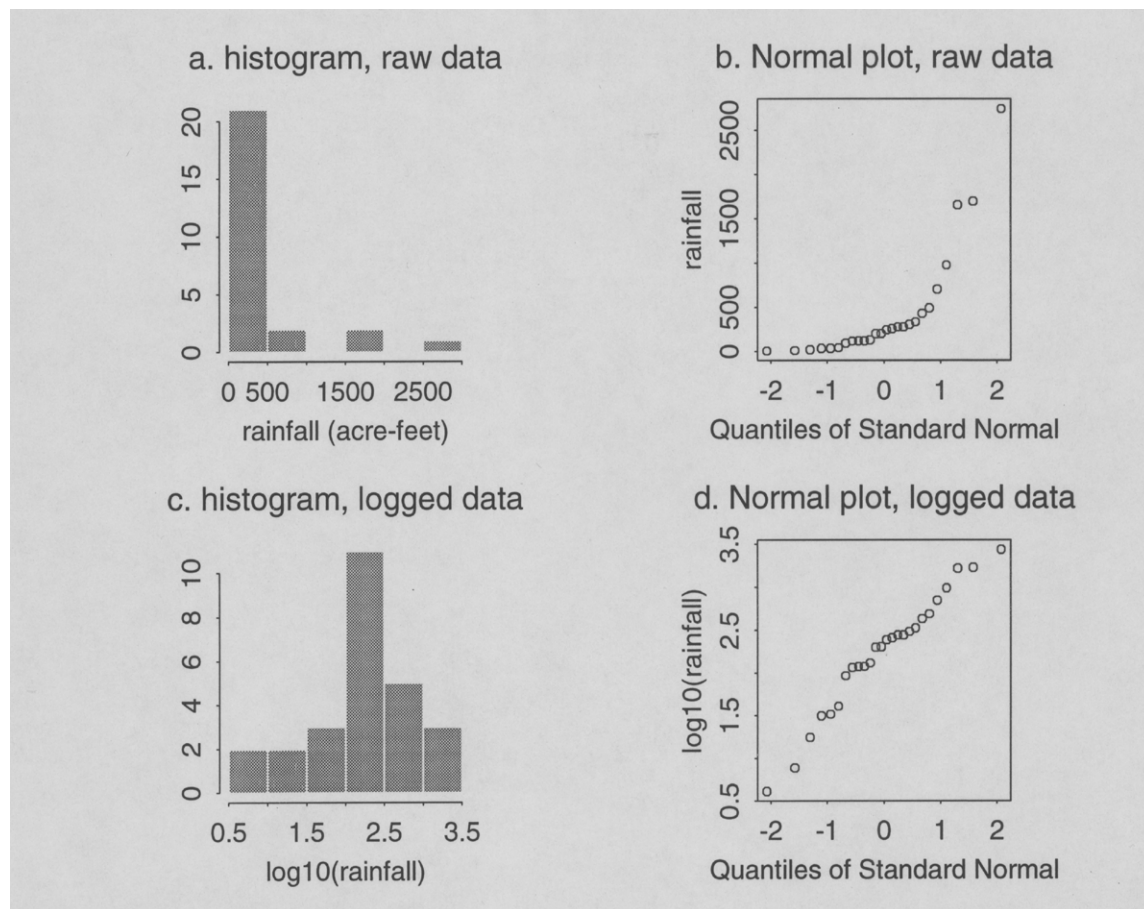 a. histogram, raw data
20
15
10
5
0
0 500 1500 2500
rainfall (acre-feet)
b. Normal plot, raw data
2500
1500
500
0
rainfall
-2 -1 0 1 2
Quantiles of Standard Normal
c. histogram, logged data
10
8
6
4
2
0
0.5 1.5 2.5 3.5
log10(rainfall)
d. Normal plot, logged data
3.5
2.5
1.5
0.5
log10(rainfall)
-2 -1 0 1 2
Quantiles of Standard Normal